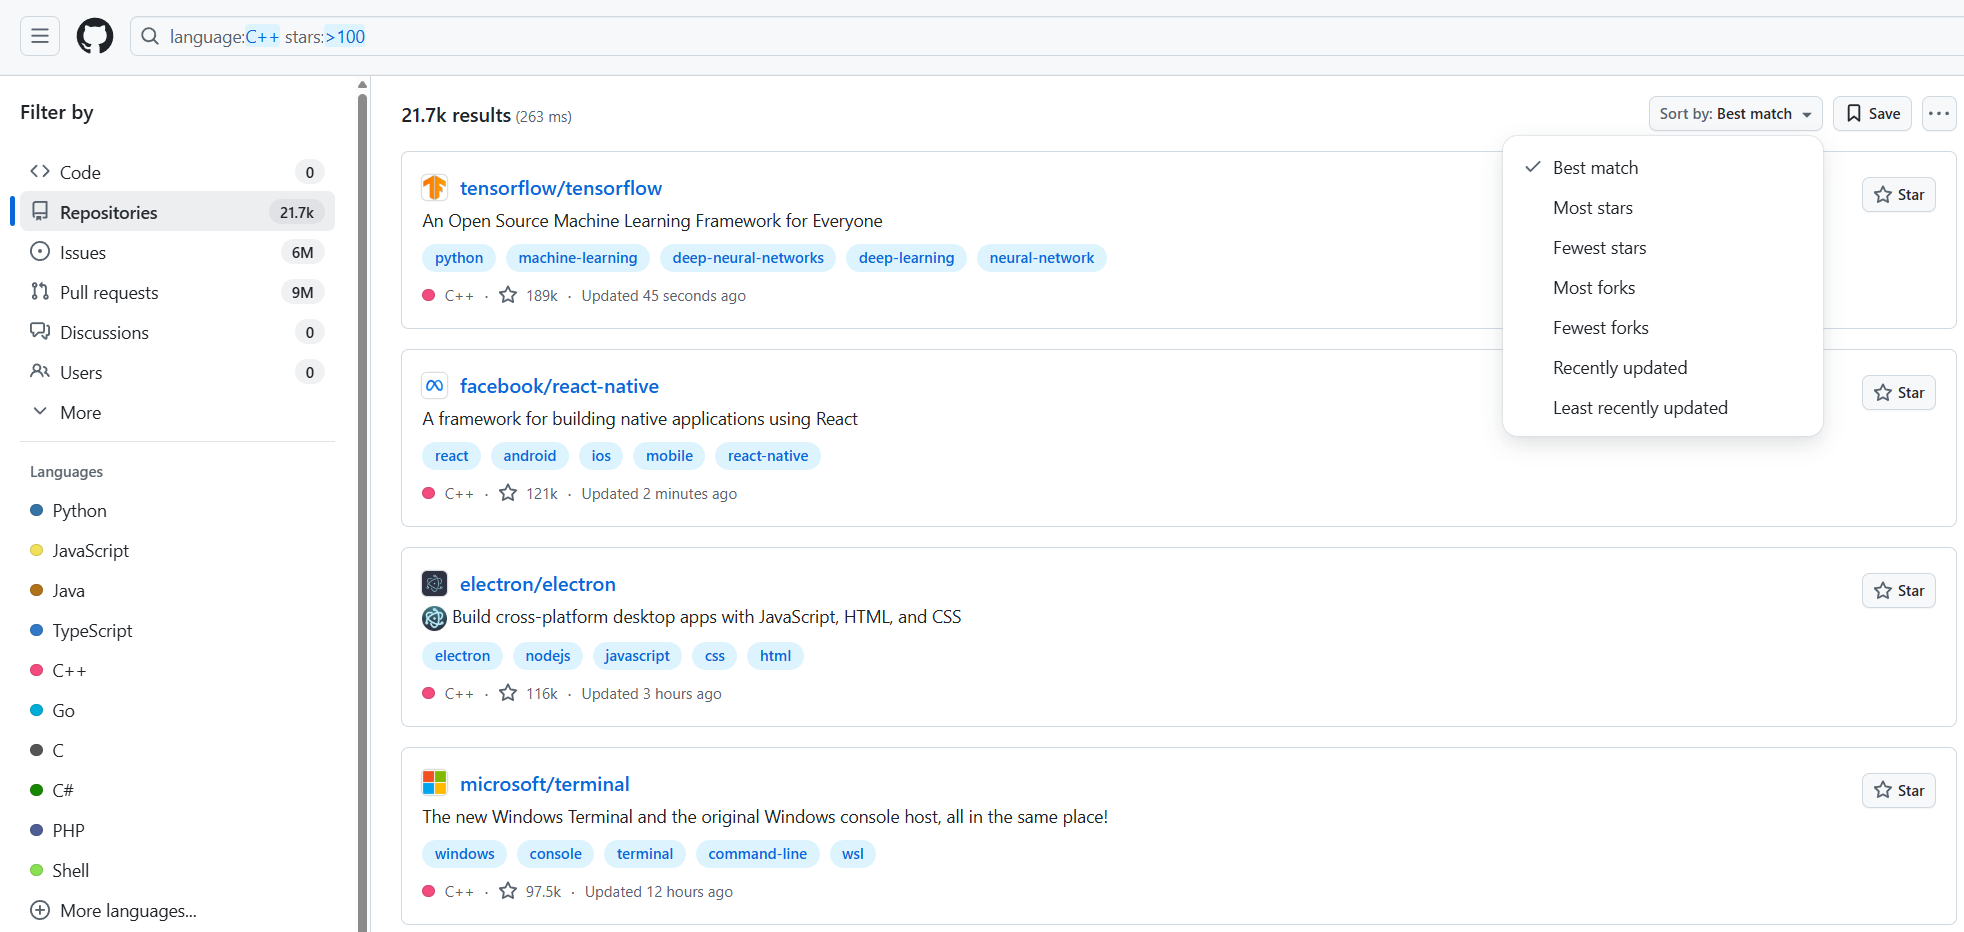 language:C++ stars:>100
Filter by
Code 0
Repositories 21.7k
Issues 6M
Pull requests 9M
Discussions 0
Users 0
More
Languages
Python
JavaScript
Java
TypeScript
C++
Go
C
C#
PHP
Shell
More languages...
21.7k results (263 ms)
Sort by: Best match
Save
Best match
Most stars
Fewest stars
Most forks
Fewest forks
Recently updated
Least recently updated
tensorflow/tensorflow
Star
An Open Source Machine Learning Framework for Everyone
python machine-learning deep-neural-networks deep-learning neural-network
C++ · 189k · Updated 45 seconds ago
facebook/react-native
Star
A framework for building native applications using React
react android ios mobile react-native
C++ · 121k · Updated 2 minutes ago
electron/electron
Star
Build cross-platform desktop apps with JavaScript, HTML, and CSS
electron nodejs javascript css html
C++ · 116k · Updated 3 hours ago
microsoft/terminal
Star
The new Windows Terminal and the original Windows console host, all in the same place!
windows console terminal command-line wsl
C++ · 97.5k · Updated 12 hours ago